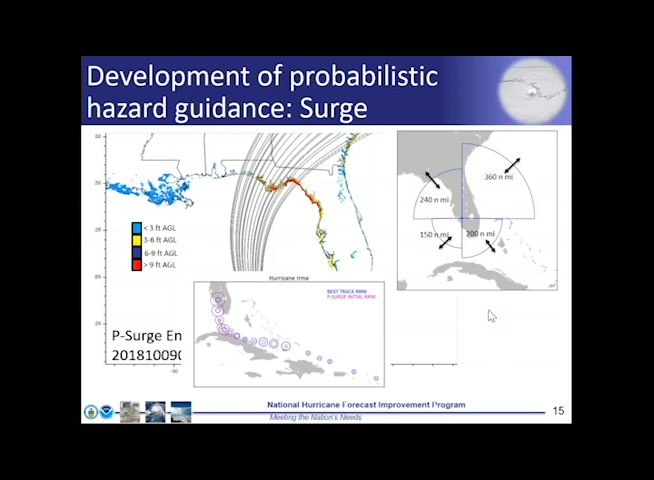 Development of probabilistic
hazard guidance: Surge
360 n mi
240 n mi
150 n mi
200 n mi
< 3 ft AGL
3-6 ft AGL
6-9 ft AGL
> 9 ft AGL
Hurricane Irma
BEST TRACK RMW
P-SURGE INITIAL RMW
P-Surge En
20181009
National Hurricane Forecast Improvement Program
Meeting the Nation's Needs
15